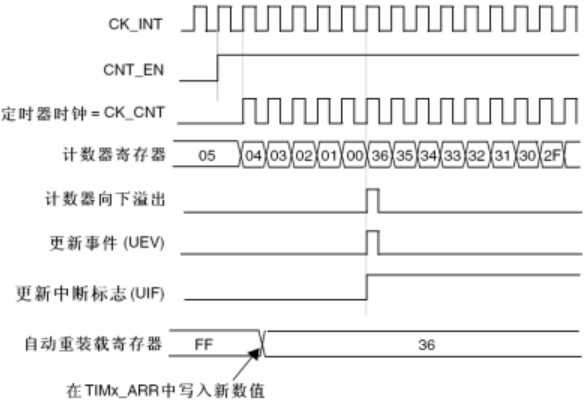 CK_INT
CNT_EN
定时器时钟 = CK_CNT
计数器寄存器 05 04 03 02 01 00 36 35 34 33 32 31 30 2F
计数器向下溢出
更新事件 (UEV)
更新中断标志 (UIF)
自动重装载寄存器 FF 36
在TIMx_ARR中写入新数值